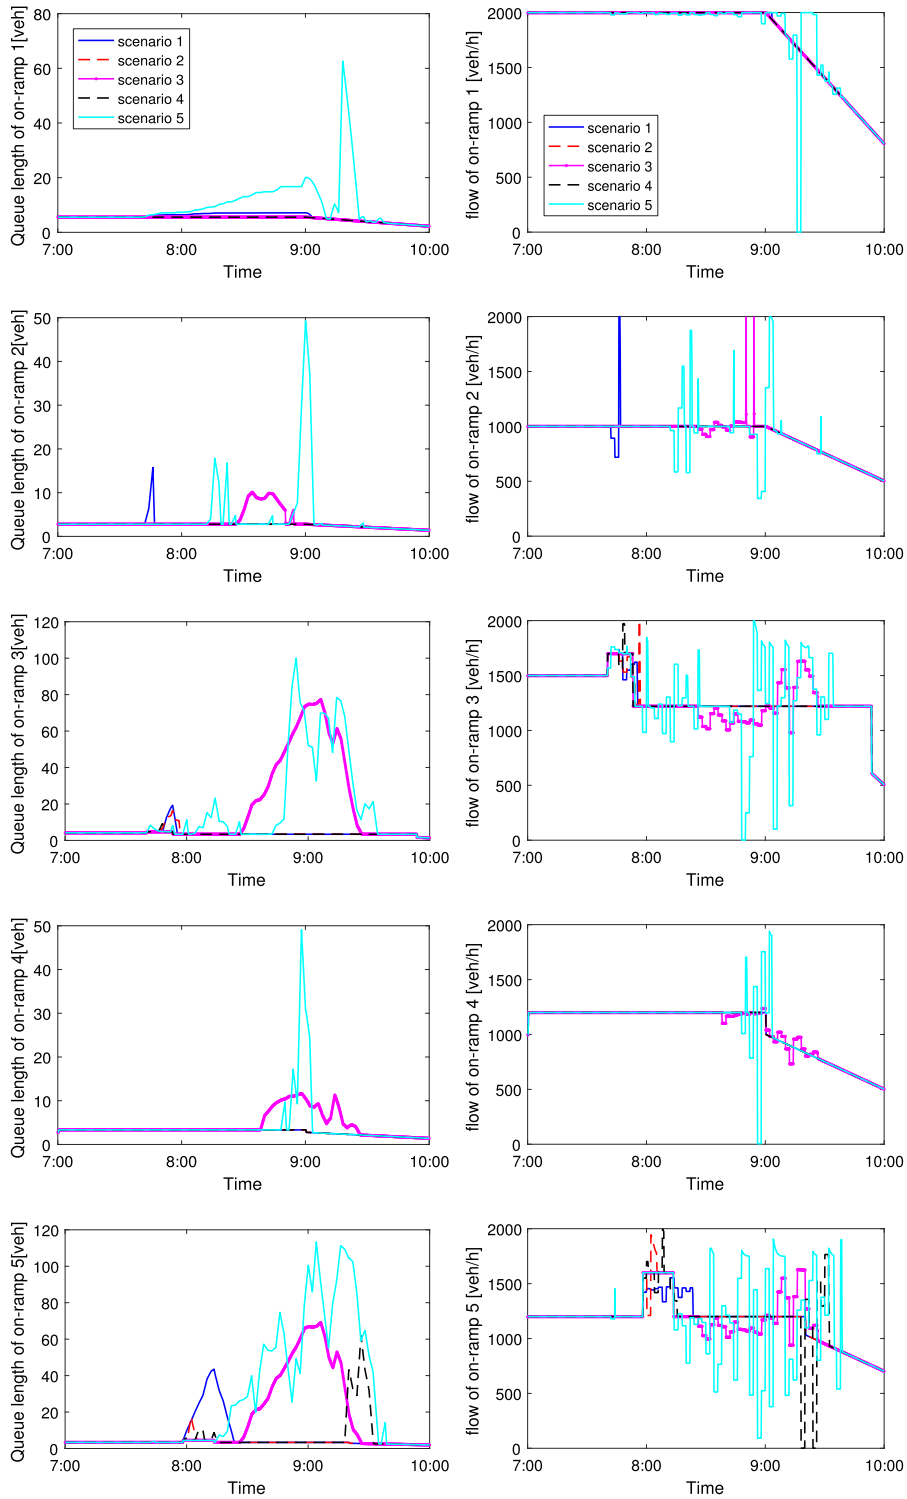 Queue length of on-ramp 1[veh]
80
60
40
20
0
7:00 8:00 9:00 10:00
Time
scenario 1
scenario 2
scenario 3
scenario 4
scenario 5
flow of on-ramp 1 [veh/h]
2000
1500
1000
500
0
7:00 8:00 9:00 10:00
Time
scenario 1
scenario 2
scenario 3
scenario 4
scenario 5
Queue length of on-ramp 2[veh]
50
40
30
20
10
0
7:00 8:00 9:00 10:00
Time
flow of on-ramp 2 [veh/h]
2000
1500
1000
500
0
7:00 8:00 9:00 10:00
Time
Queue length of on-ramp 3[veh]
120
100
80
60
40
20
0
7:00 8:00 9:00 10:00
Time
flow of on-ramp 3 [veh/h]
2000
1500
1000
500
0
7:00 8:00 9:00 10:00
Time
Queue length of on-ramp 4[veh]
50
40
30
20
10
0
7:00 8:00 9:00 10:00
Time
flow of on-ramp 4 [veh/h]
2000
1500
1000
500
0
7:00 8:00 9:00 10:00
Time
Queue length of on-ramp 5[veh]
120
100
80
60
40
20
0
7:00 8:00 9:00 10:00
Time
flow of on-ramp 5 [veh/h]
2000
1500
1000
500
0
7:00 8:00 9:00 10:00
Time